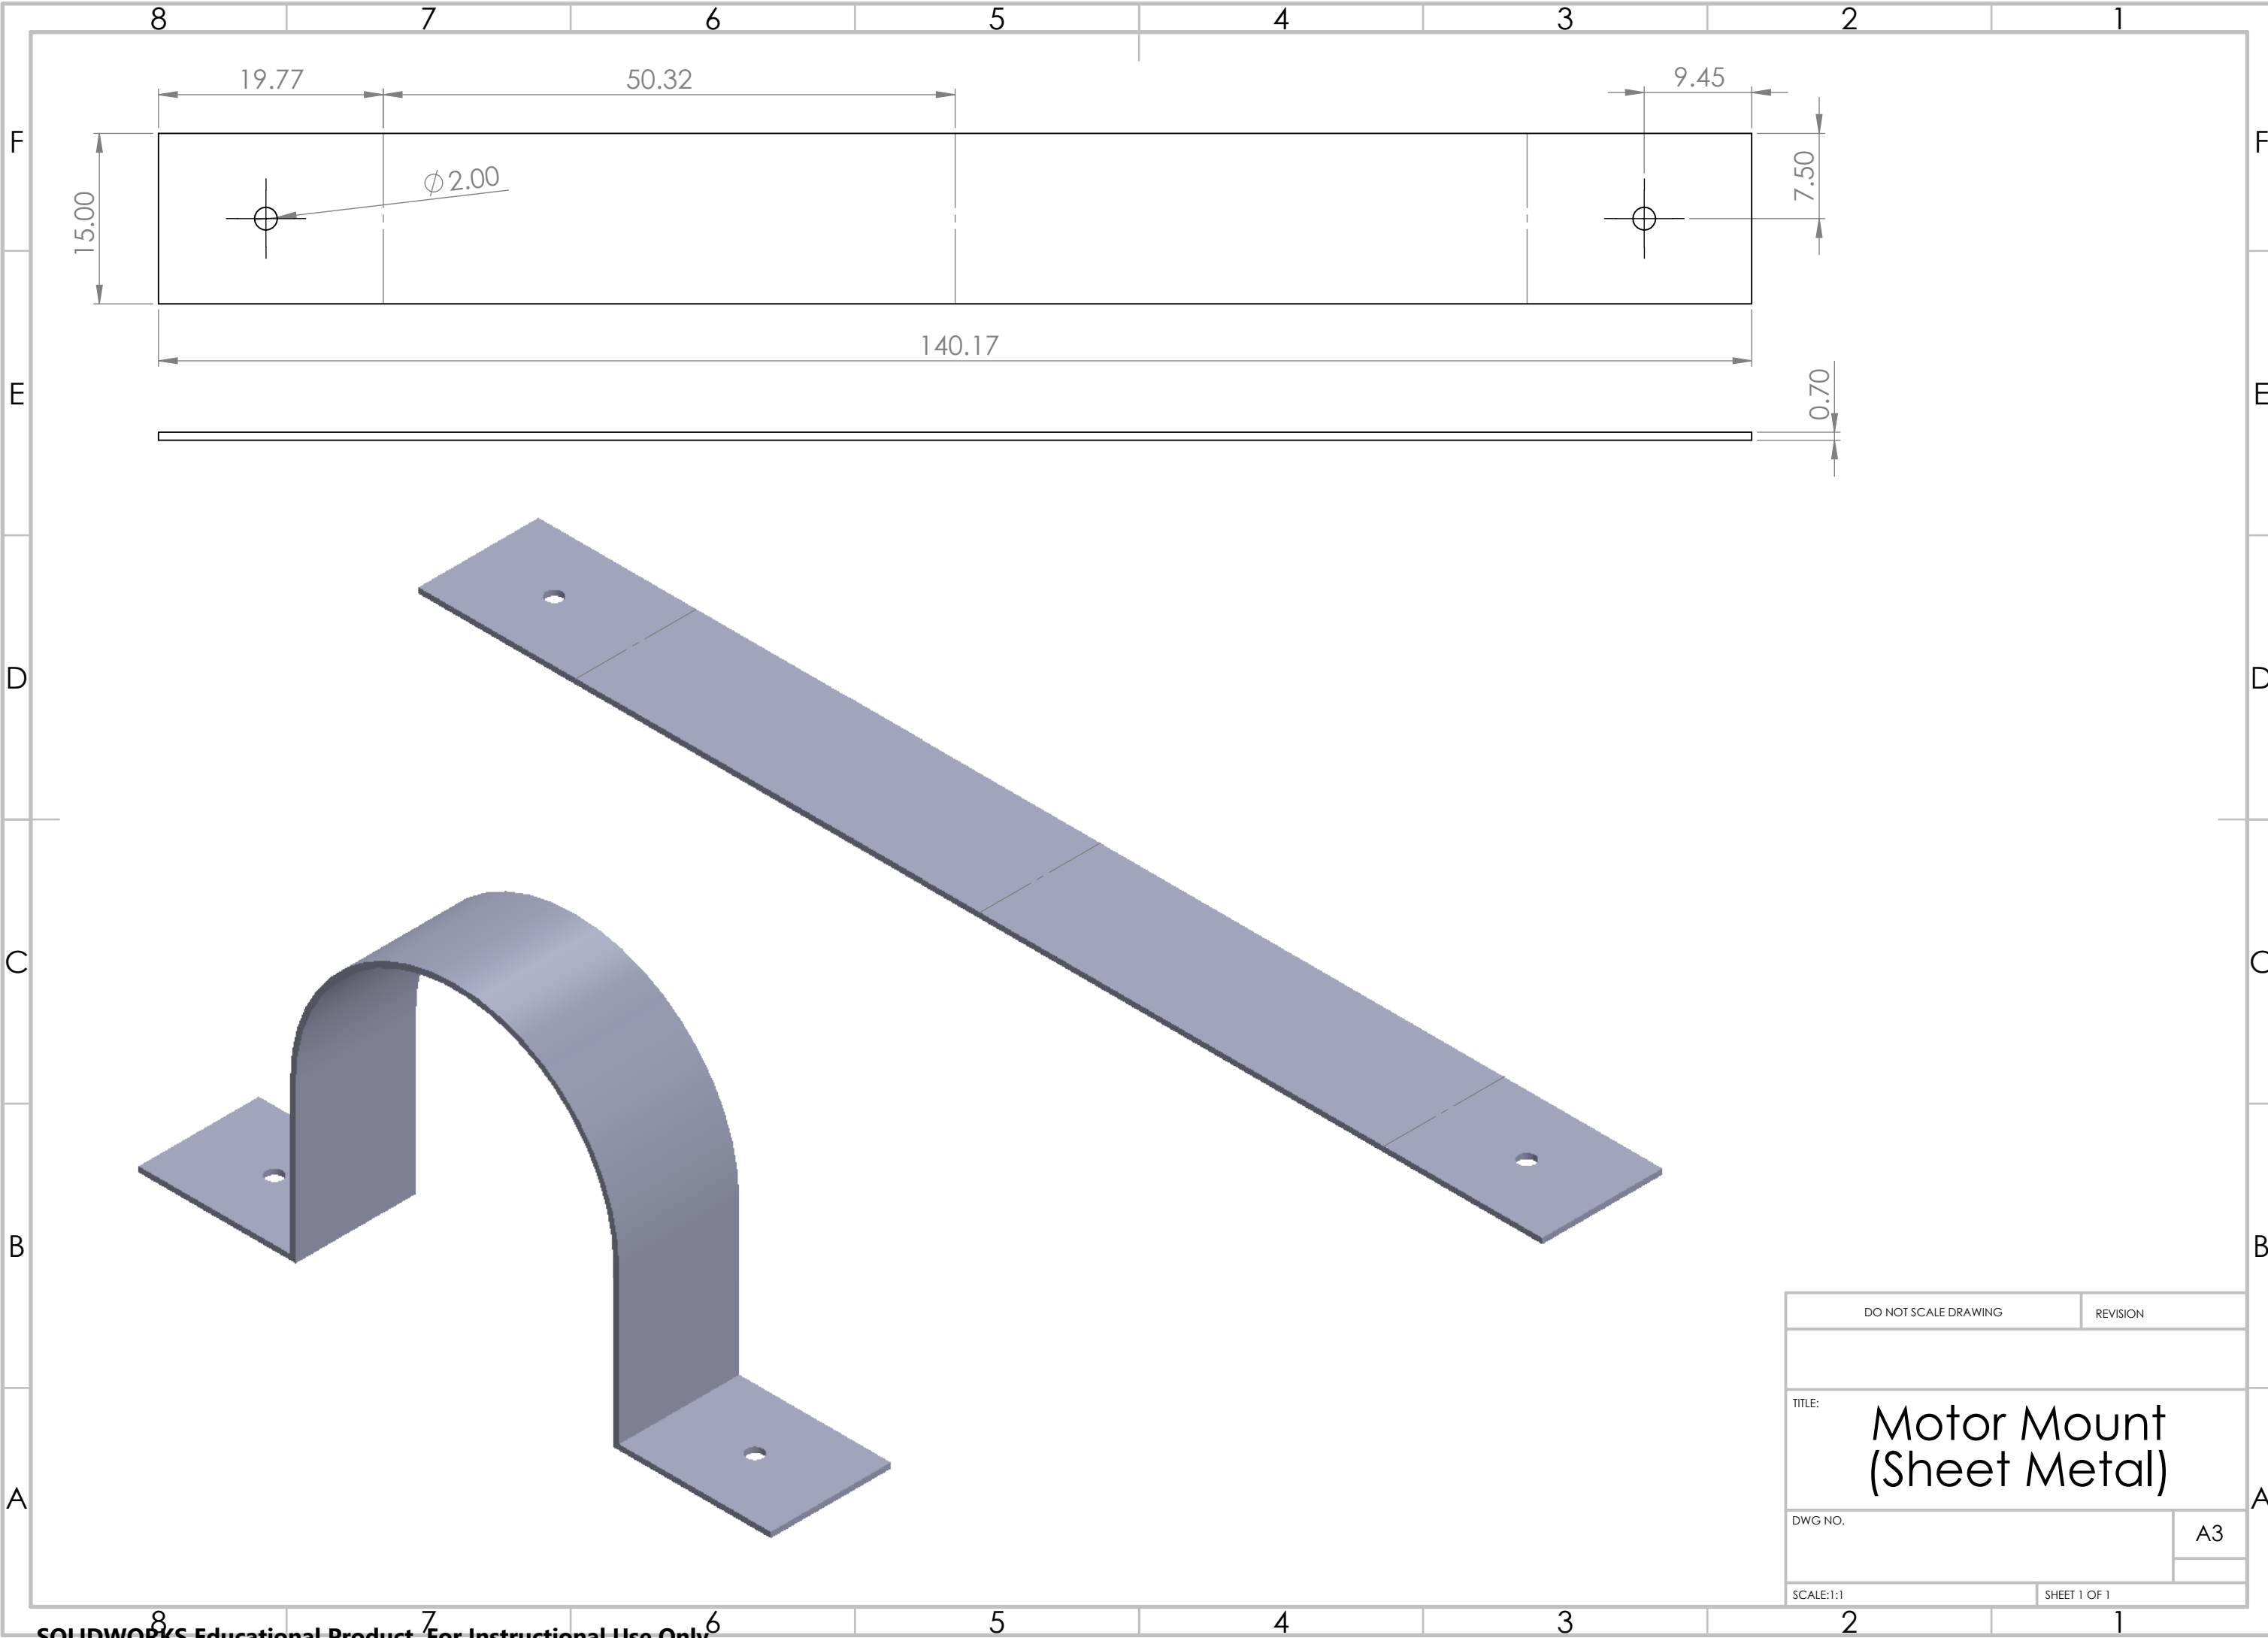 8 7 6 5 4 3 2 1
19.77 50.32 9.45
F F
⌀2.00
7.50
15.00
140.17
E E
0.70
D D
C C
B B
DO NOT SCALE DRAWING REVISION
TITLE:
Motor Mount
(Sheet Metal)
A A
DWG NO.
A3
SCALE:1:1 SHEET 1 OF 1
8 7 6 5 4 3 2 1
SOLIDWORKS Educational Product. For Instructional Use Only.